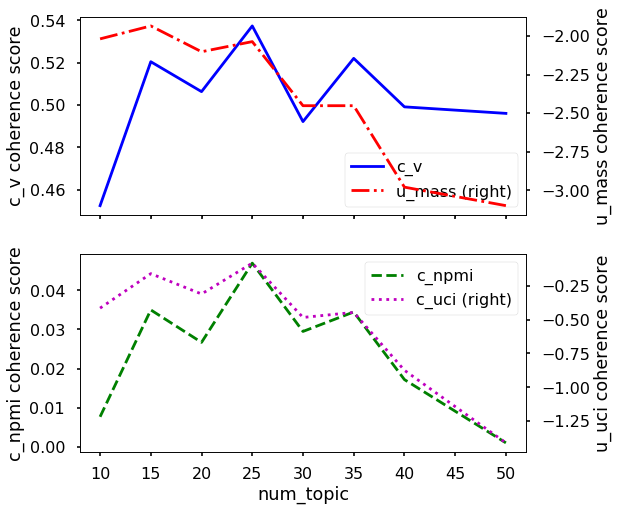 c_v coherence score
0.54
0.52
0.50
0.48
0.46
−2.00
−2.25
−2.50
−2.75
−3.00
u_mass coherence score
c_v
u_mass (right)
c_npmi coherence score
0.04
0.03
0.02
0.01
0.00
−0.25
−0.50
−0.75
−1.00
−1.25
u_uci coherence score
c_npmi
c_uci (right)
10 15 20 25 30 35 40 45 50
num_topic